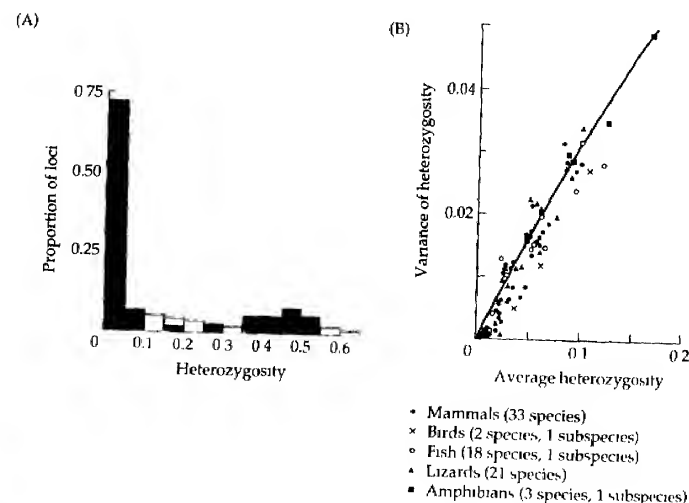 (A)
0 75
0.50
0.25
0
0.1
0.2
0 3
0 4
0.5
0.6
Proportion of loci
Heterozygosity
(B)
0.04
0.02
0
0 1
0 2
Variance of heterozygosity
Average heterozygosity
• Mammals (33 species)
× Birds (2 species, 1 subspecies)
○ Fish (18 species, 1 subspecies)
▲ Lizards (21 species)
■ Amphibians (3 species, 1 subspecies)